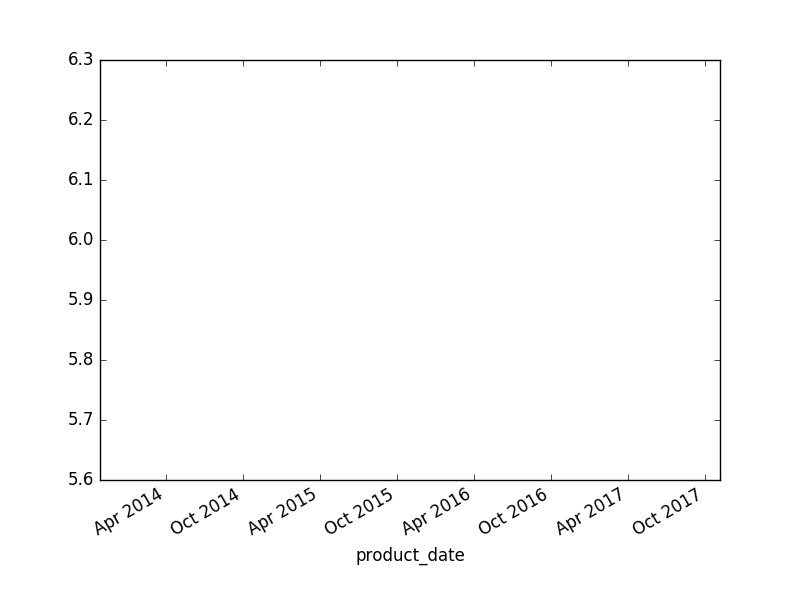 6.3
6.2
6.1
6.0
5.9
5.8
5.7
5.6
Apr 2014
Oct 2014
Apr 2015
Oct 2015
Apr 2016
Oct 2016
Apr 2017
Oct 2017
product_date